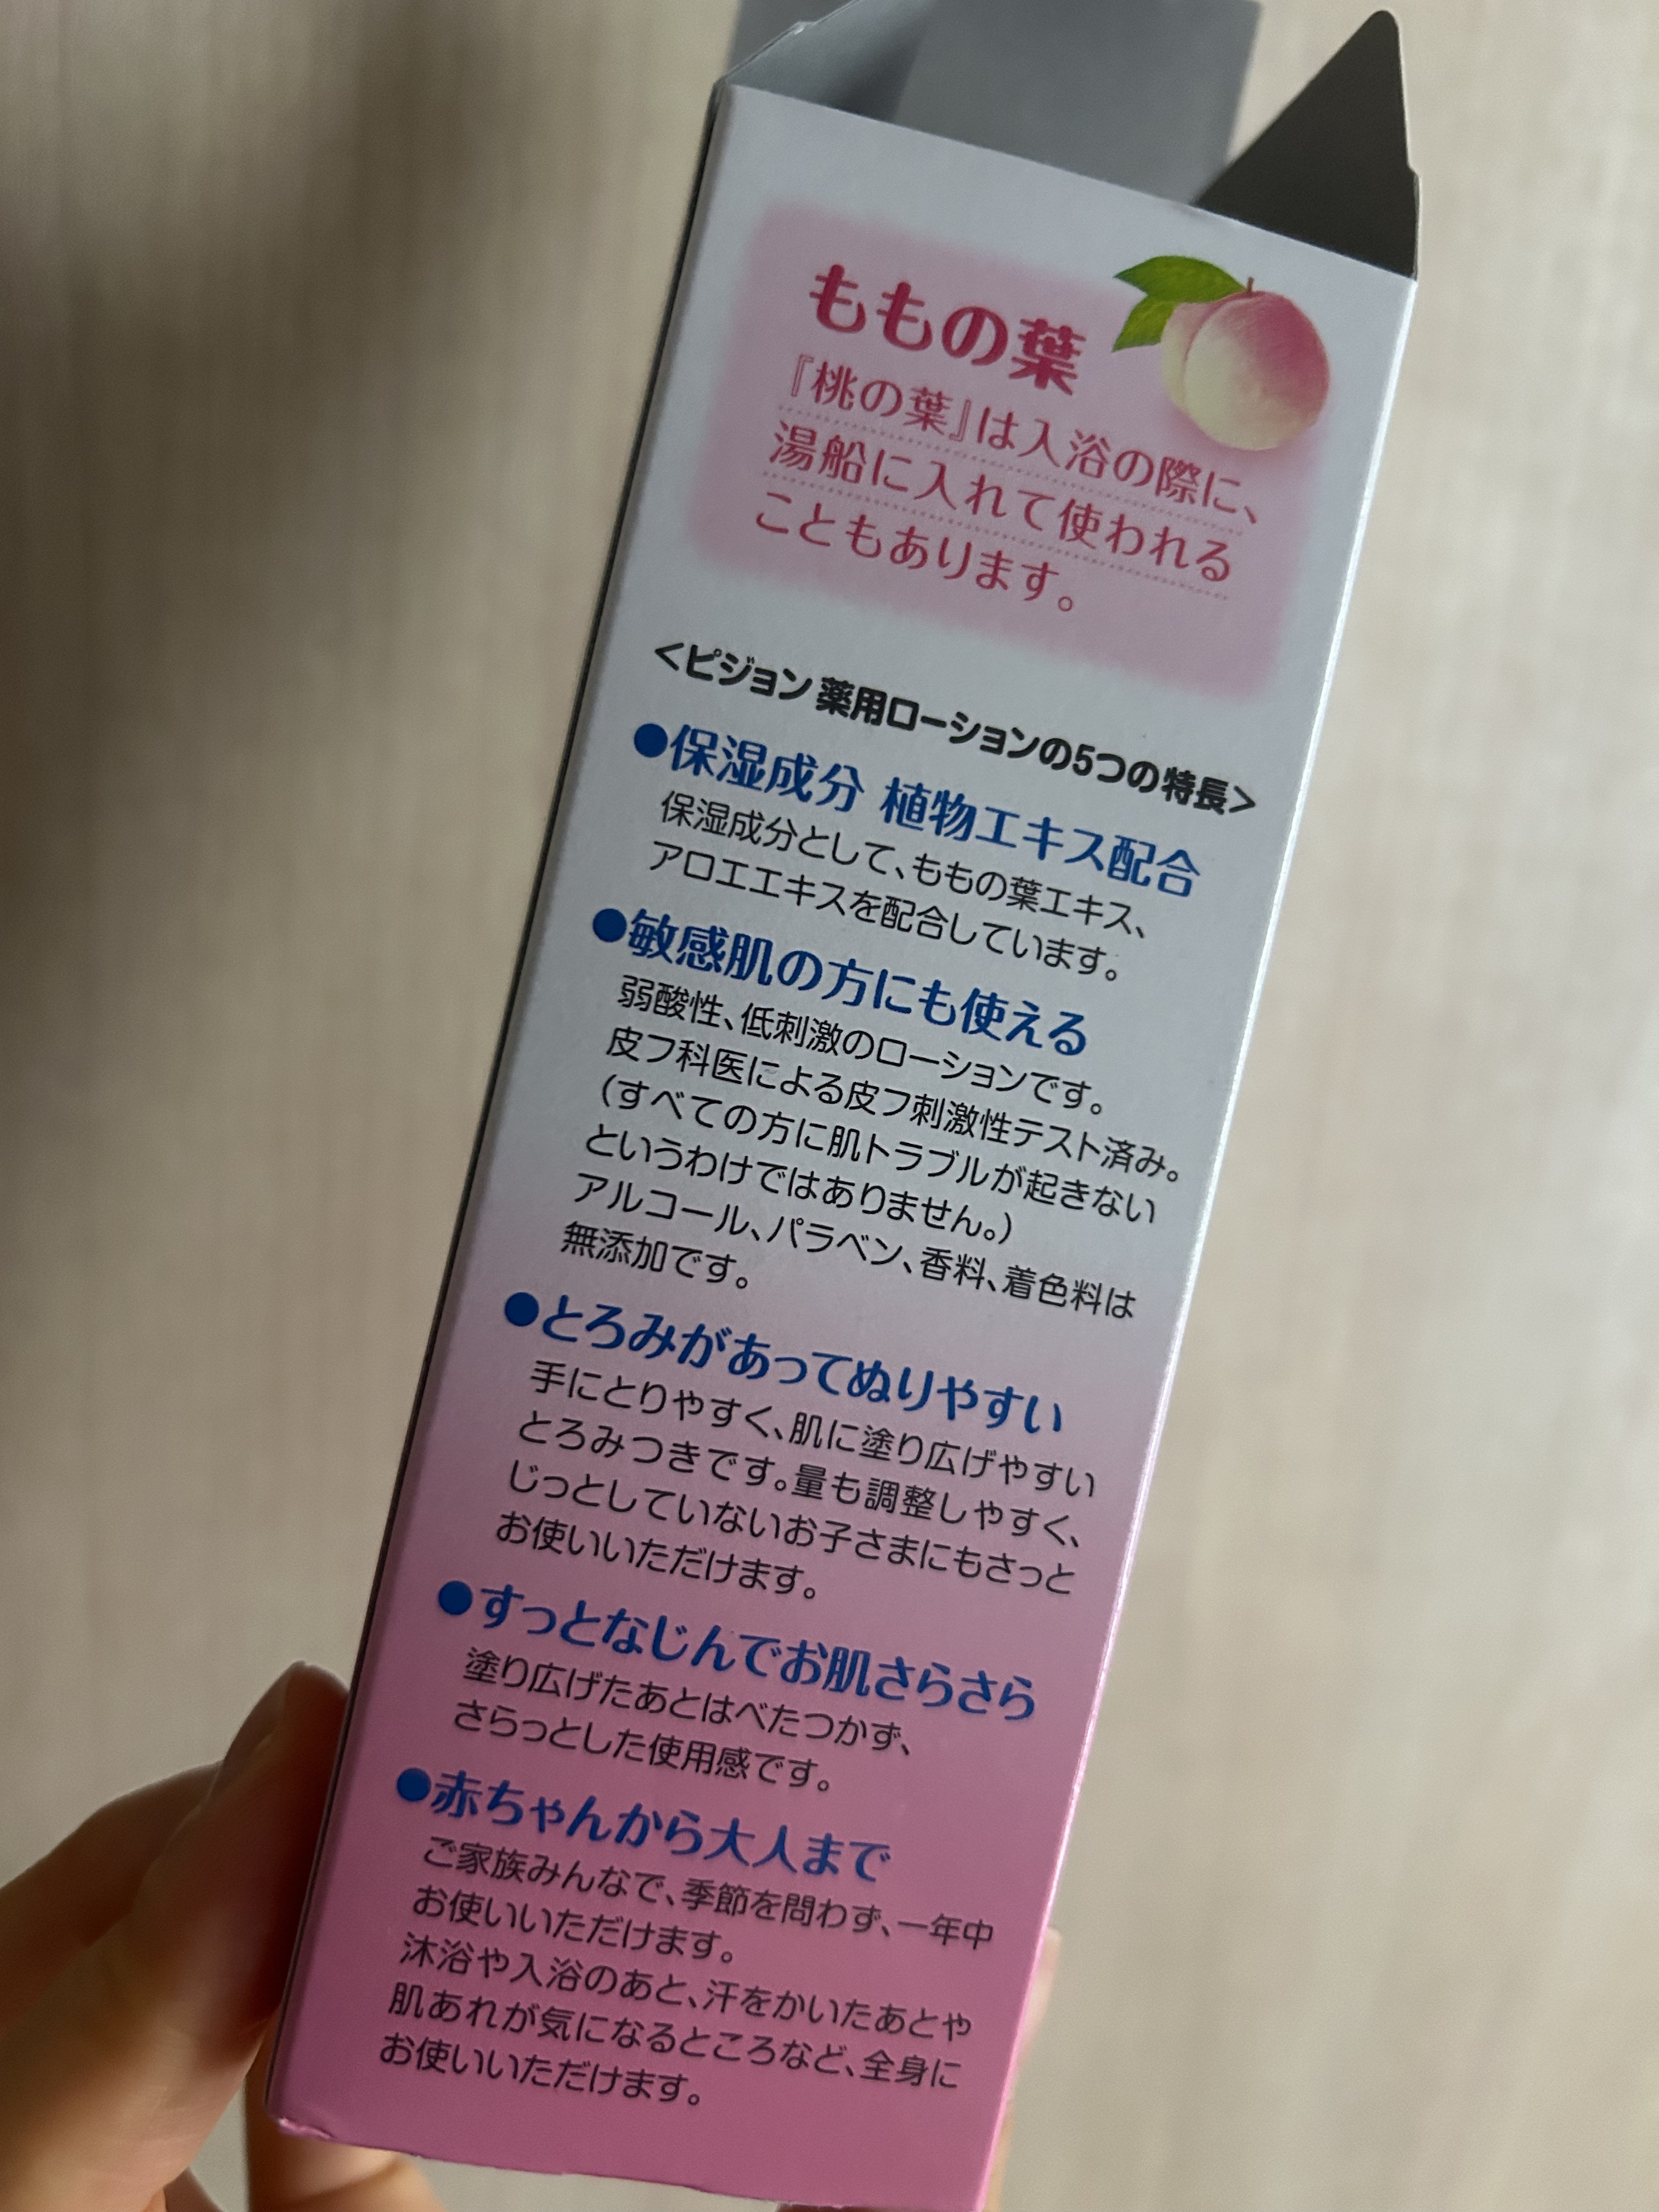 ももの葉
『桃の葉』は入浴の際に、
湯船に入れて使われる
こともあります。
＜ピジョン 薬用ローションの5つの特長＞
●保湿成分 植物エキス配合
保湿成分として、ももの葉エキス、
アロエエキスを配合しています。
●敏感肌の方にも使える
弱酸性、低刺激のローションです。
皮フ科医による皮フ刺激性テスト済み。
(すべての方に肌トラブルが起きない
というわけではありません。)
アルコール、パラベン、香料、着色料は
無添加です。
●とろみがあってぬりやすい
手にとりやすく、肌に塗り広げやすい
とろみつきです。量も調整しやすく、
じっとしていないお子さまにもさっと
お使いいただけます。
●すっとなじんでお肌さらさら
塗り広げたあとはべたつかず、
さらっとした使用感です。
●赤ちゃんから大人まで
ご家族みんなで、季節を問わず、一年中
お使いいただけます。
沐浴や入浴のあと、汗をかいたあとや
肌あれが気になるところなど、全身に
お使いいただけます。